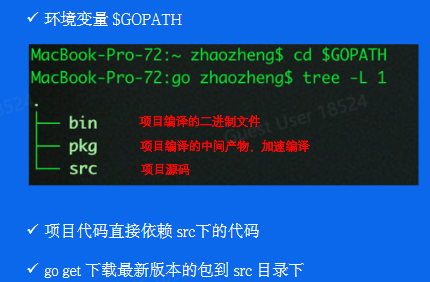 ✓ 环境变量 $GOPATH
MacBook-Pro-72:~ zhaozheng$ cd $GOPATH
MacBook-Pro-72:go zhaozheng$ tree -L 1
.
├── bin 项目编译的二进制文件
├── pkg 项目编译的中间产物，加速编译
└── src 项目源码
Guest User 18524
18524
✓ 项目代码直接依赖 src下的代码
✓ go get 下载最新版本的包到 src 目录下